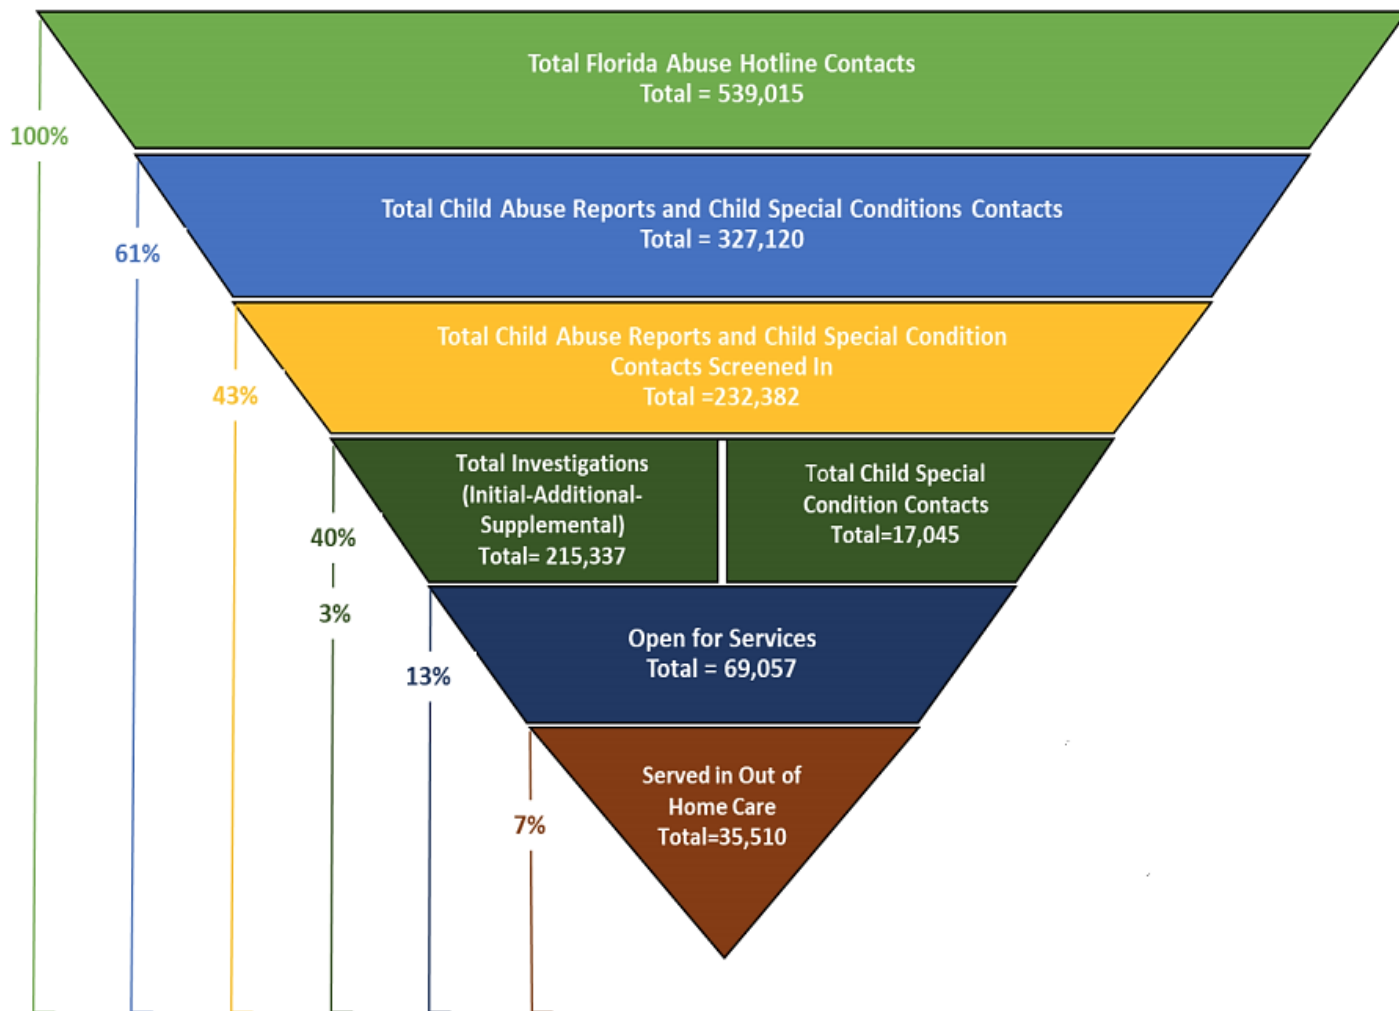 Total Florida Abuse Hotline Contacts
Total = 539,015
100%
Total Child Abuse Reports and Child Special Conditions Contacts
Total = 327,120
61%
Total Child Abuse Reports and Child Special Condition
Contacts Screened In
Total =232,382
43%
Total Investigations
(Initial-Additional-
Supplemental)
Total= 215,337
Total Child Special
Condition Contacts
Total=17,045
40%
3%
Open for Services
Total = 69,057
13%
Served in Out of
Home Care
Total=35,510
7%